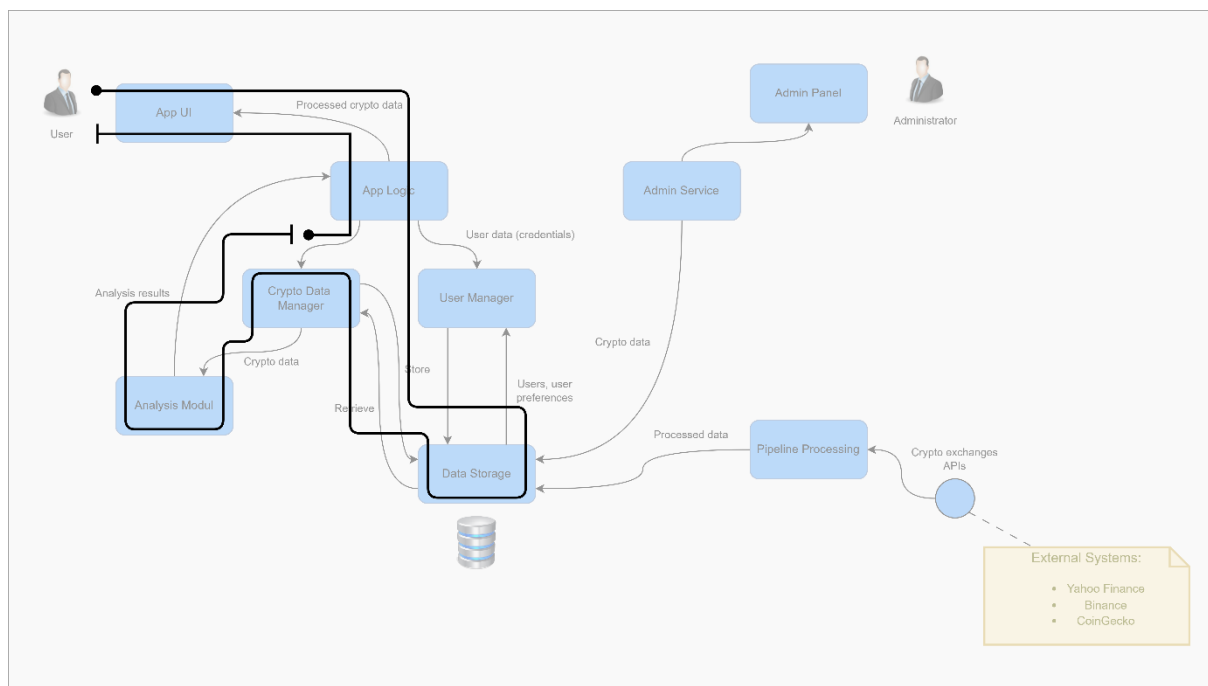 App UI
Processed crypto data
Admin Panel
User
Administrator
App Logic
Admin Service
User data (credentials)
Analysis results
Crypto Data
Manager
User Manager
Crypto data
Crypto data
Store
Users, user
preferences
Analysis Modul
Retrieve
Processed data
Data Storage
Pipeline Processing
Crypto exchanges
APIs
External Systems:
• Yahoo Finance
• Binance
• CoinGecko